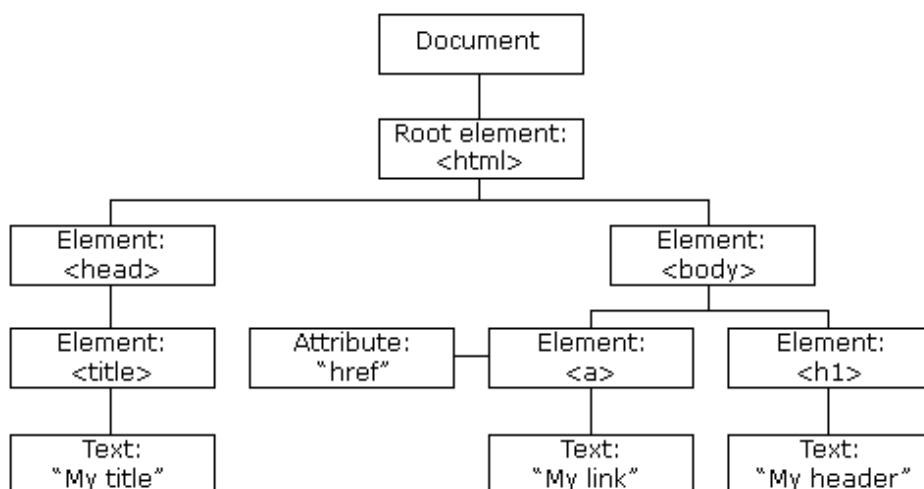 Document
Root element:
<html>
Element:
<head>
Element:
<body>
Element:
<title>
Attribute:
“href”
Element:
<a>
Element:
<h1>
Text:
“My title”
Text:
“My link”
Text:
“My header”